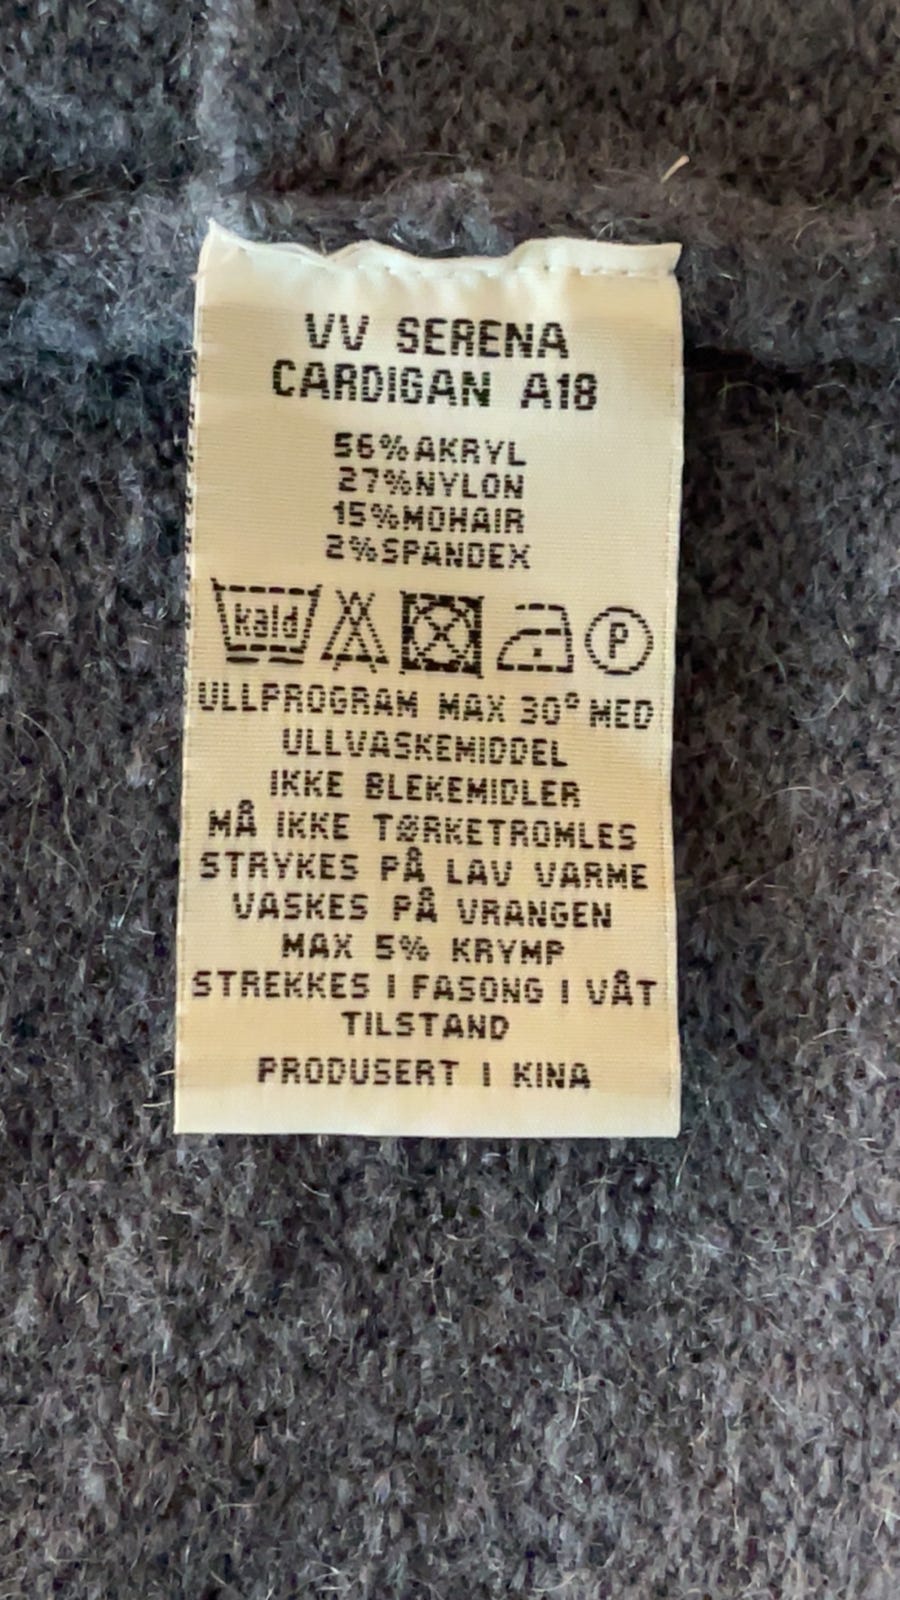 VV SERENA
CARDIGAN A18
56%AKRYL
27%NYLON
15%MOHAIR
2%SPANDEX
kald P
ULLPROGRAM MAX 30° MED
ULLVASKEMIDDEL
IKKE BLEKEMIDLER
MÅ IKKE TØRKETROMLES
STRYKES PÅ LAV VARME
VASKES PÅ VRANGEN
MAX 5% KRYMP
STREKKES I FASONG I VÅT
TILSTAND
PRODUSERT I KINA